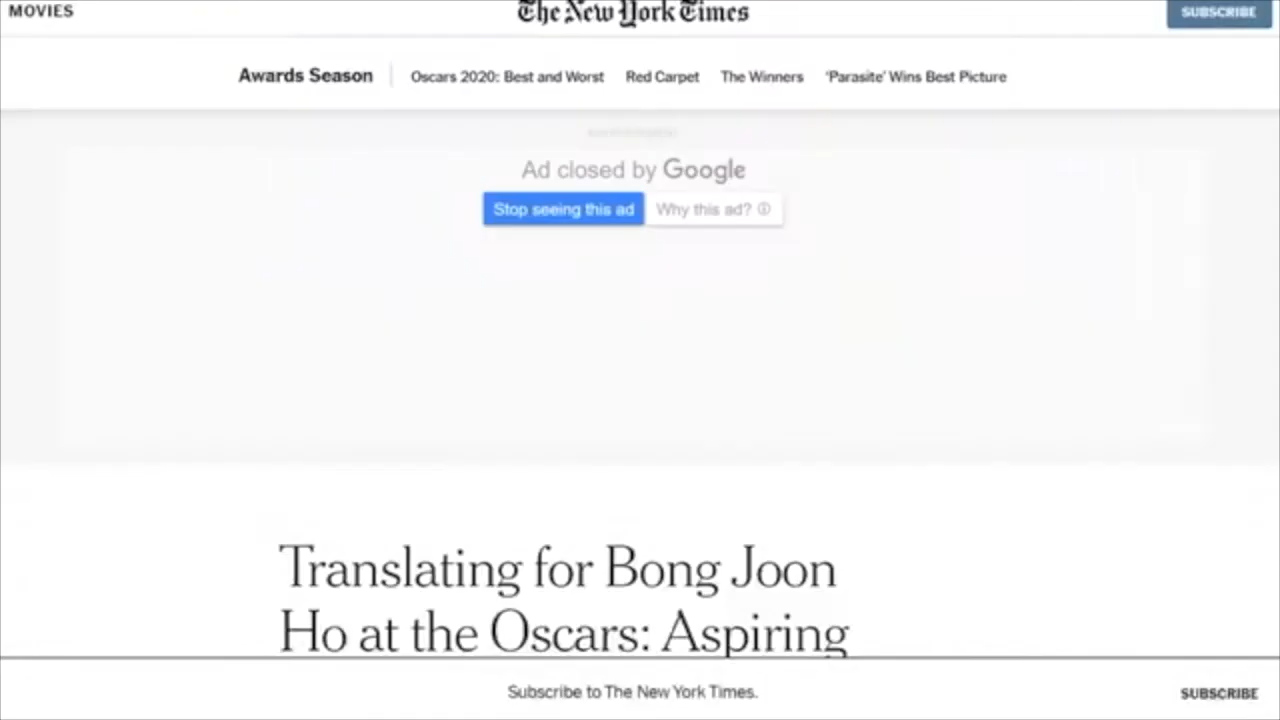 MOVIES
The New York Times
SUBSCRIBE
Awards Season
Oscars 2020: Best and Worst
Red Carpet
The Winners
‘Parasite’ Wins Best Picture
Ad closed by Google
Stop seeing this ad
Why this ad?
Translating for Bong Joon
Ho at the Oscars: Aspiring
Subscribe to The New York Times.
SUBSCRIBE